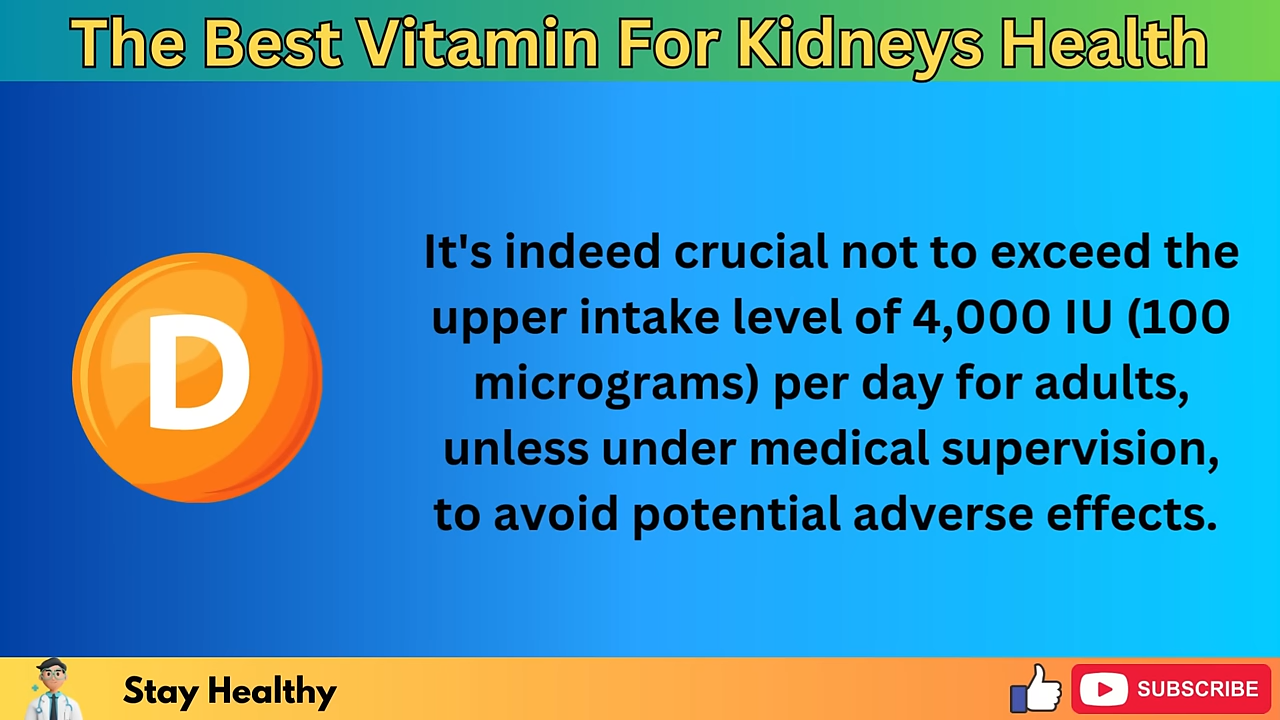 The Best Vitamin For Kidneys Health
D
It's indeed crucial not to exceed the
upper intake level of 4,000 IU (100
micrograms) per day for adults,
unless under medical supervision,
to avoid potential adverse effects.
Stay Healthy
SUBSCRIBE